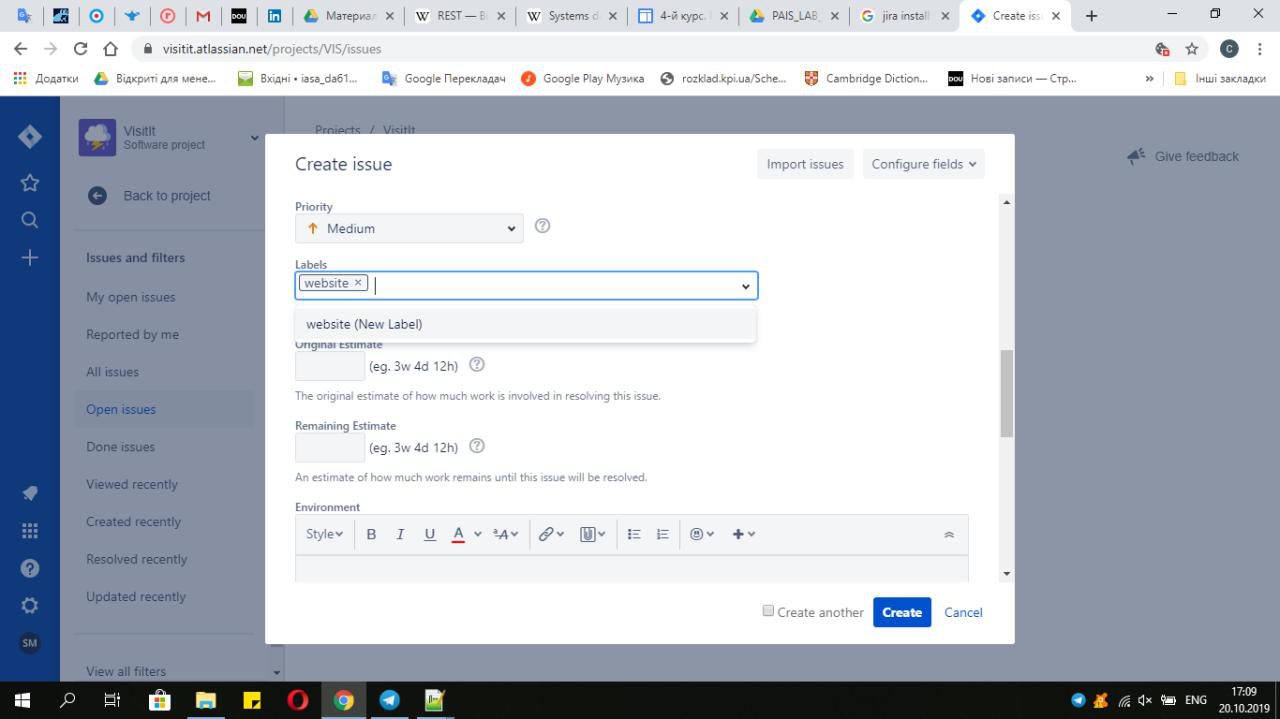 Материал
REST — В
Systems d
4-й курс.
PAIS_LAB_
jira install
Create iss
visitit.atlassian.net/projects/VIS/issues
C
Додатки
Відкриті для мене...
Вхідні • iasa_da61...
Google Перекладач
Google Play Музика
rozklad.kpi.ua/Sche...
Cambridge Diction...
DOU
Нові записи — Стр...
»
Інші закладки
VisitIt
Software project
Back to project
Issues and filters
My open issues
Reported by me
All issues
Open issues
Done issues
Viewed recently
Created recently
Resolved recently
Updated recently
View all filters
SM
Projects / VisitIt
Give feedback
Create issue
Import issues
Configure fields
Priority
Medium
Labels
website ×
website (New Label)
Original Estimate
(eg. 3w 4d 12h)
The original estimate of how much work is involved in resolving this issue.
Remaining Estimate
(eg. 3w 4d 12h)
An estimate of how much work remains until this issue will be resolved.
Environment
Style B I U A
Create another
Create
Cancel
ENG
17:09
20.10.2019